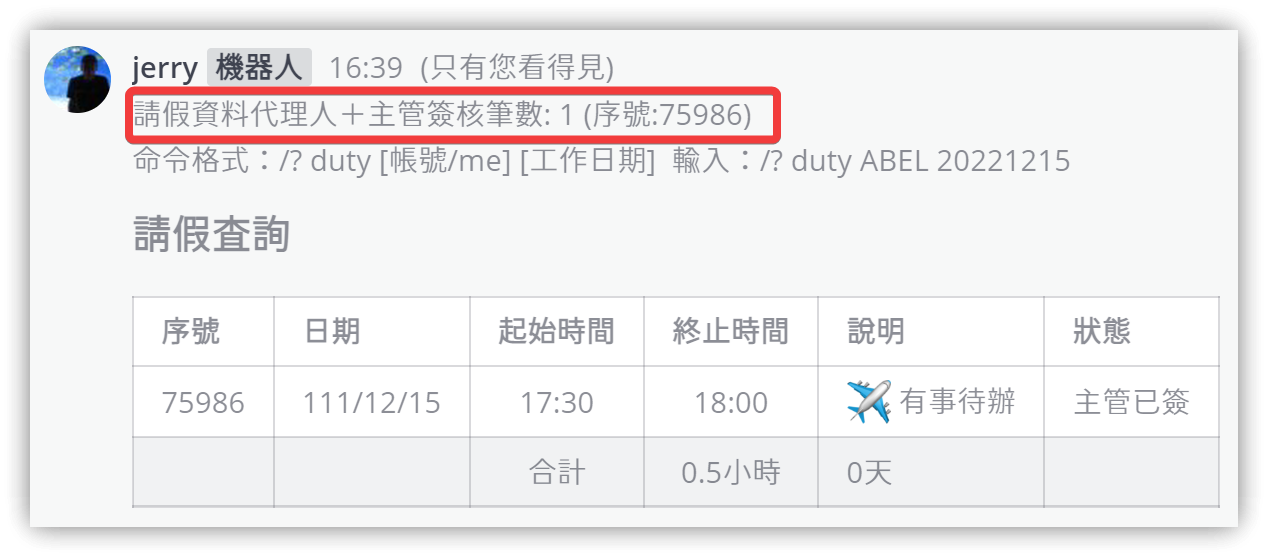 jerry 機器人 16:39 (只有您看得見)
請假資料代理人＋主管簽核筆數: 1 (序號:75986)
命令格式：/? duty [帳號/me] [工作日期] 輸入：/? duty ABEL 20221215
請假查詢
序號 日期 起始時間 終止時間 說明 狀態
75986 111/12/15 17:30 18:00 ✈️有事待辦 主管已簽
合計 0.5小時 0天